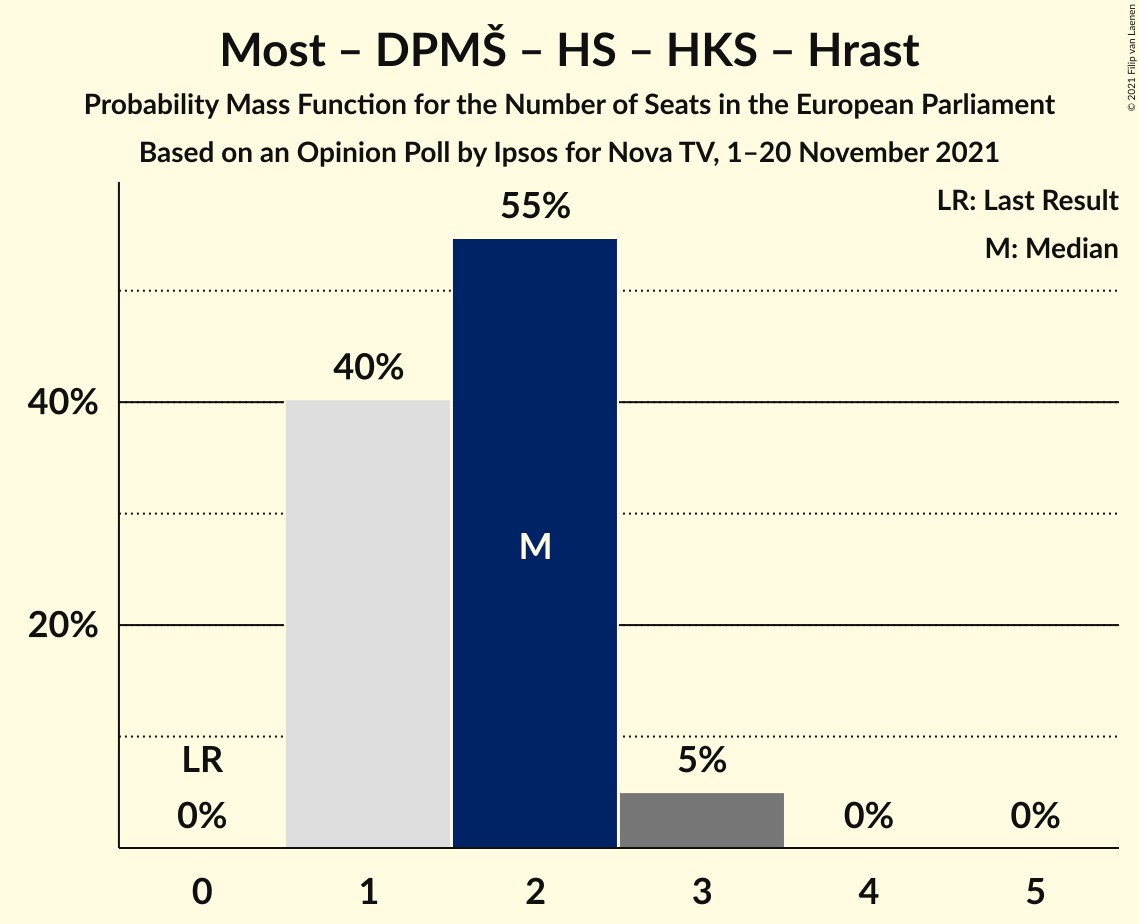 Most – DPMŠ – HS – HKS – Hrast
Probability Mass Function for the Number of Seats in the European Parliament
Based on an Opinion Poll by Ipsos for Nova TV, 1–20 November 2021
© 2021 Filip van Laenen
LR: Last Result
M: Median
55%
40%
40%
M
20%
LR
5%
0%
0%
0%
0
1
2
3
4
5